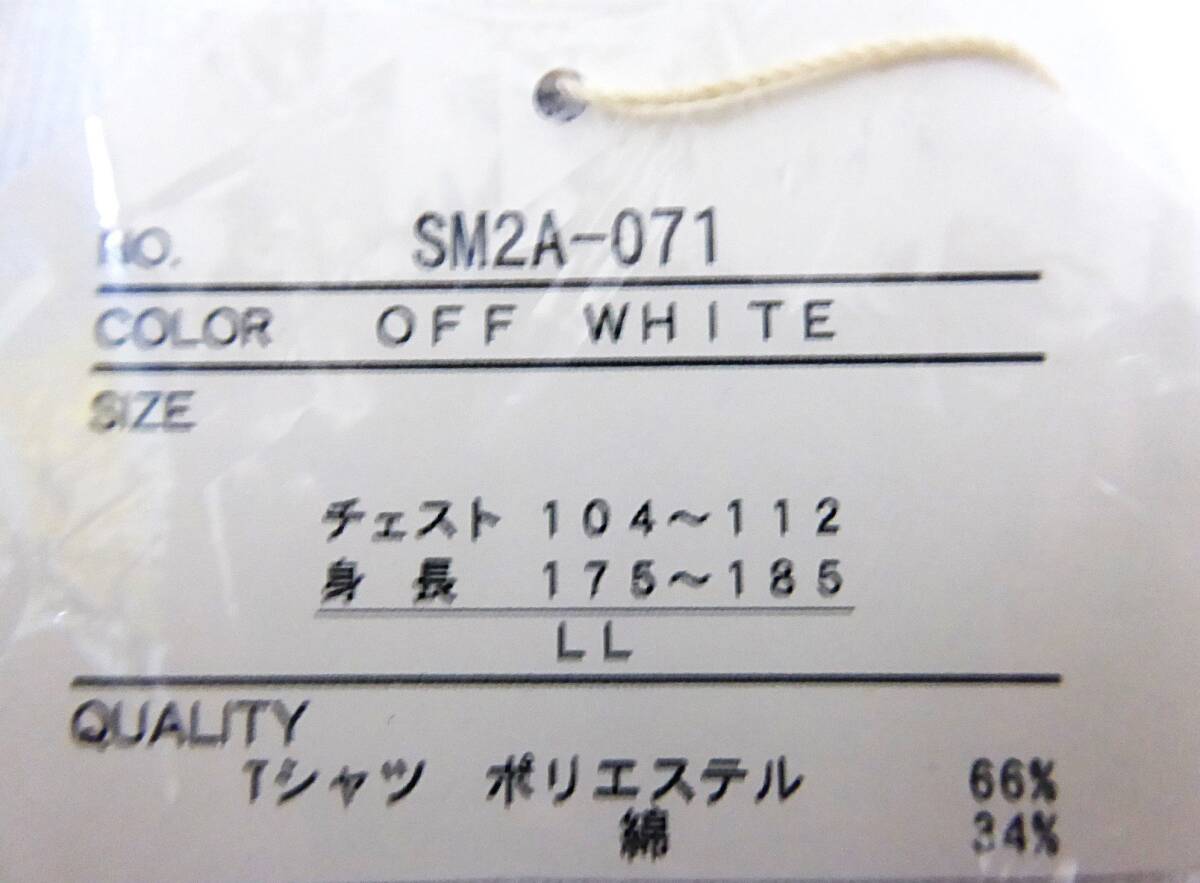 NO. SM2A-071
COLOR OFF WHITE
SIZE
チェスト 104～112
身長 175～185
LL
QUALITY
Tシャツ ポリエステル 66%
綿 34%